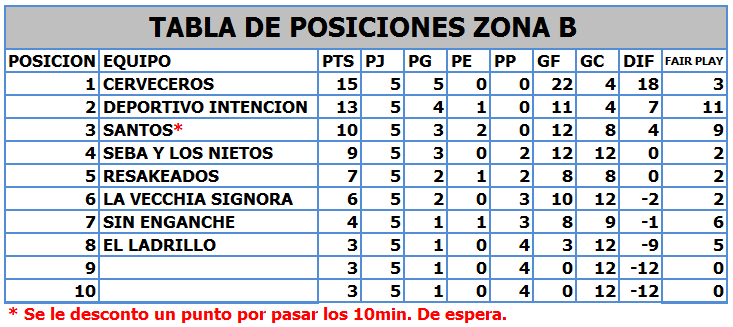 TABLA DE POSICIONES ZONA B
POSICION EQUIPO PTS PJ PG PE PP GF GC DIF FAIR PLAY
1 CERVECEROS 15 5 5 0 0 22 4 18 3
2 DEPORTIVO INTENCION 13 5 4 1 0 11 4 7 11
3 SANTOS* 10 5 3 2 0 12 8 4 9
4 SEBA Y LOS NIETOS 9 5 3 0 2 12 12 0 2
5 RESAKEADOS 7 5 2 1 2 8 8 0 2
6 LA VECCHIA SIGNORA 6 5 2 0 3 10 12 -2 2
7 SIN ENGANCHE 4 5 1 1 3 8 9 -1 6
8 EL LADRILLO 3 5 1 0 4 3 12 -9 5
9 3 5 1 0 4 0 12 -12 0
10 3 5 1 0 4 0 12 -12 0
* Se le desconto un punto por pasar los 10min. De espera.